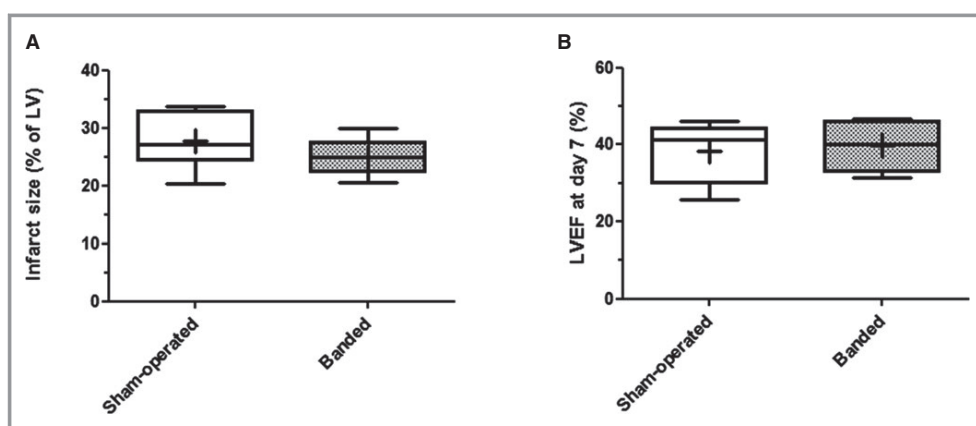 A
Infarct size (% of LV)
40
30
20
10
0
Sham-operated
Banded
B
LVEF at day 7 (%)
60
40
20
0
Sham-operated
Banded